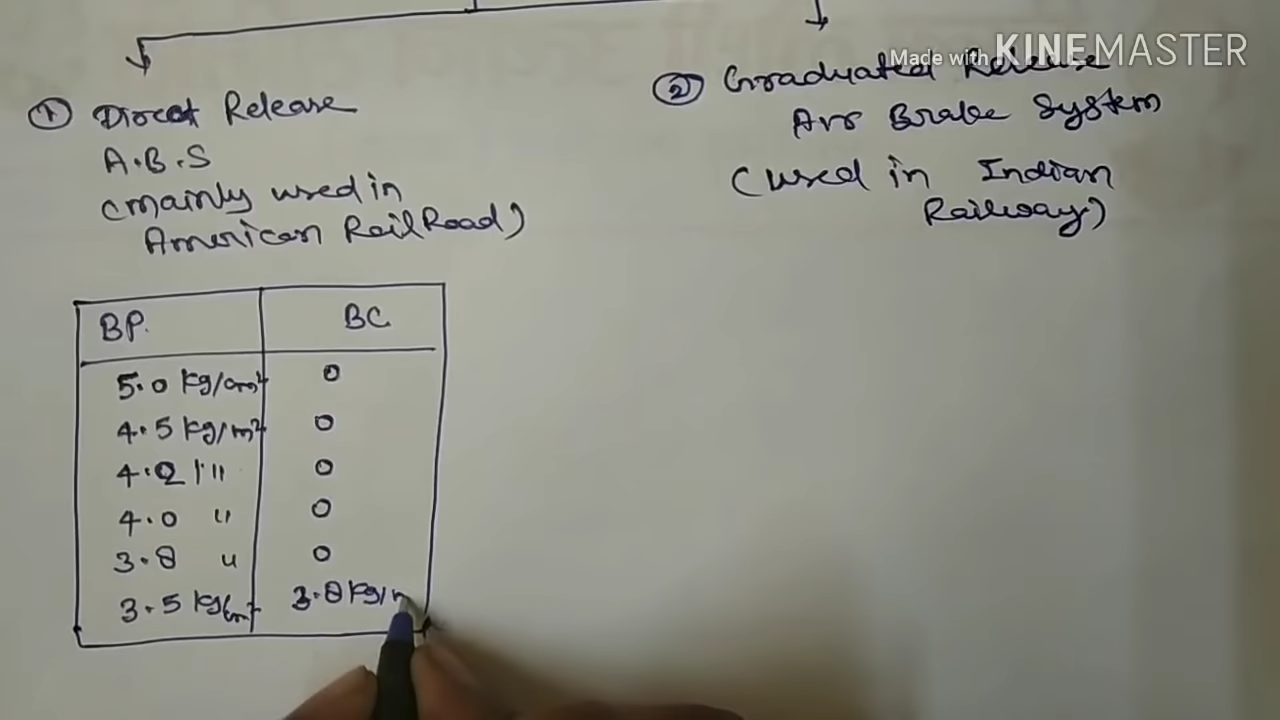 Made with KINEMASTER
① Direct Release
A.B.S
(mainly used in
American RailRoad)
② Graduated Release
Air Brake System
(used in Indian
Railway)
BP. BC
5.0 kg/cm² 0
4.5 kg/m² 0
4.2 " 0
4.0 " 0
3.8 " 0
3.5 kg/cm² 3.8 kg/